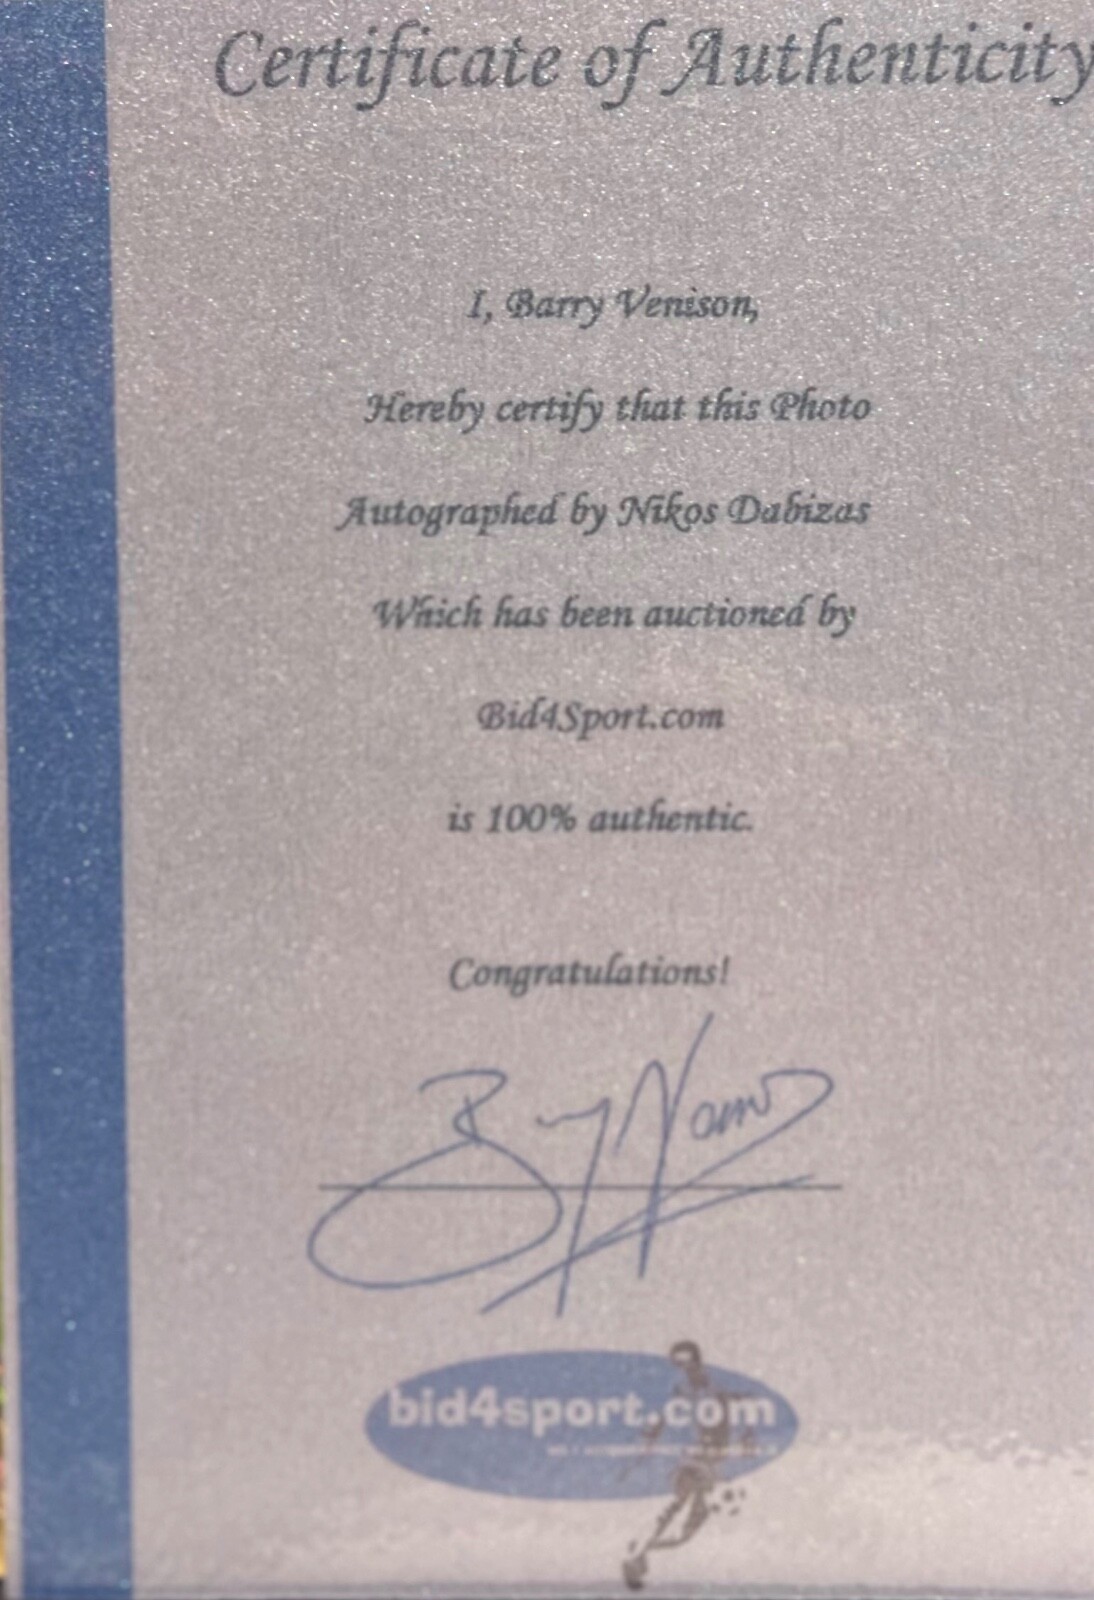 Certificate of Authenticity
I, Barry Venison,
Hereby certify that this Photo
Autographed by Nikos Dabizas
Which has been auctioned by
Bid4Sport.com
is 100% authentic.
Congratulations!
bid4sport.com